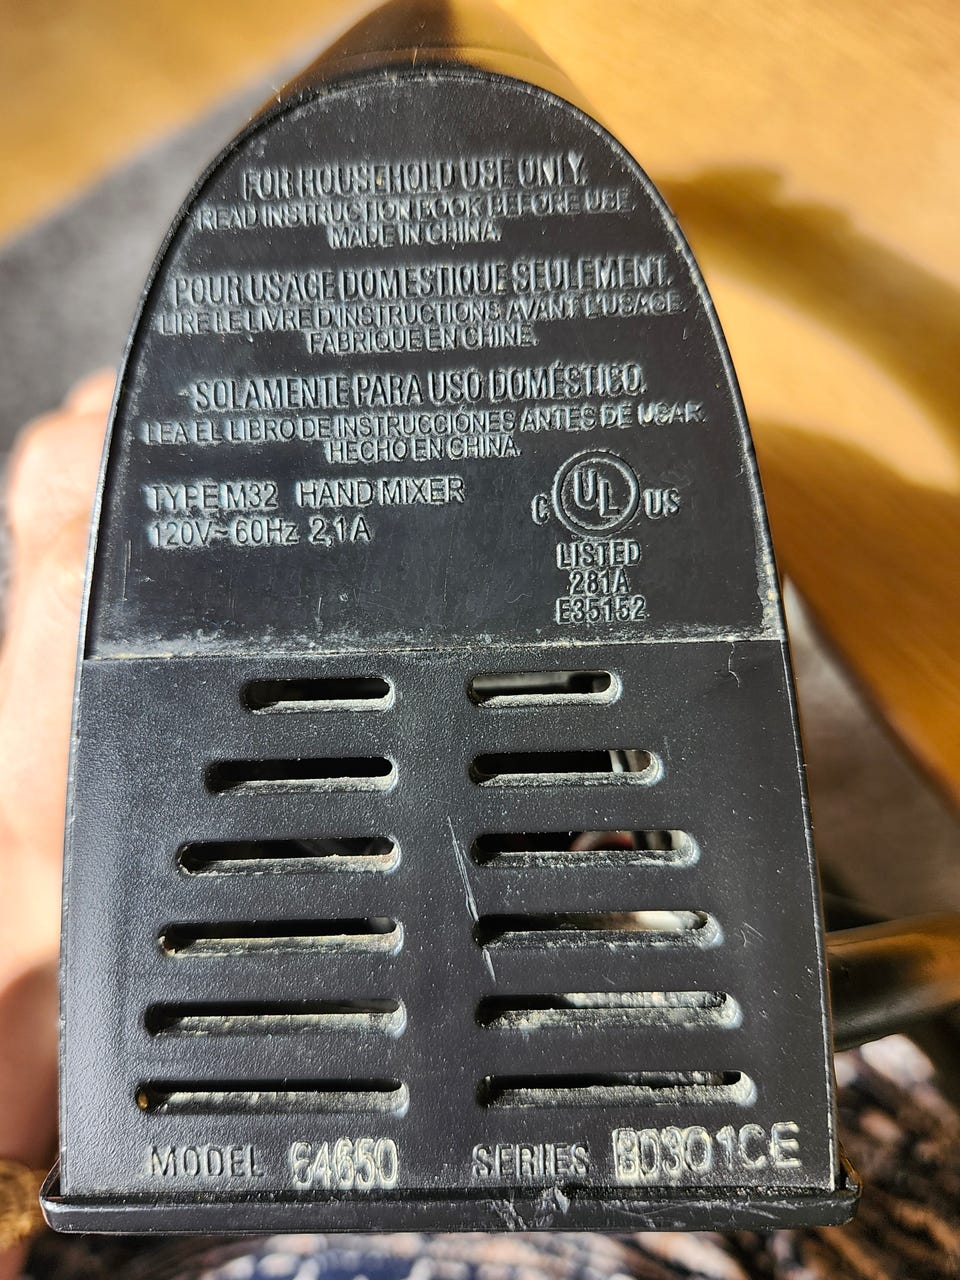 FOR HOUSEHOLD USE ONLY.
READ INSTRUCTION BOOK BEFORE USE
MADE IN CHINA.
POUR USAGE DOMESTIQUE SEULEMENT.
LIRE LE LIVRE D'INSTRUCTIONS AVANT L'USAGE
FABRIQUE EN CHINE.
SOLAMENTE PARA USO DOMÉSTICO.
LEA EL LIBRO DE INSTRUCCIONES ANTES DE USAR.
HECHO EN CHINA.
TYPE M32 HAND MIXER
120V~60Hz 2,1A
C UL US
LISTED
281A
E35152
MODEL 64650 SERIES B0301CE